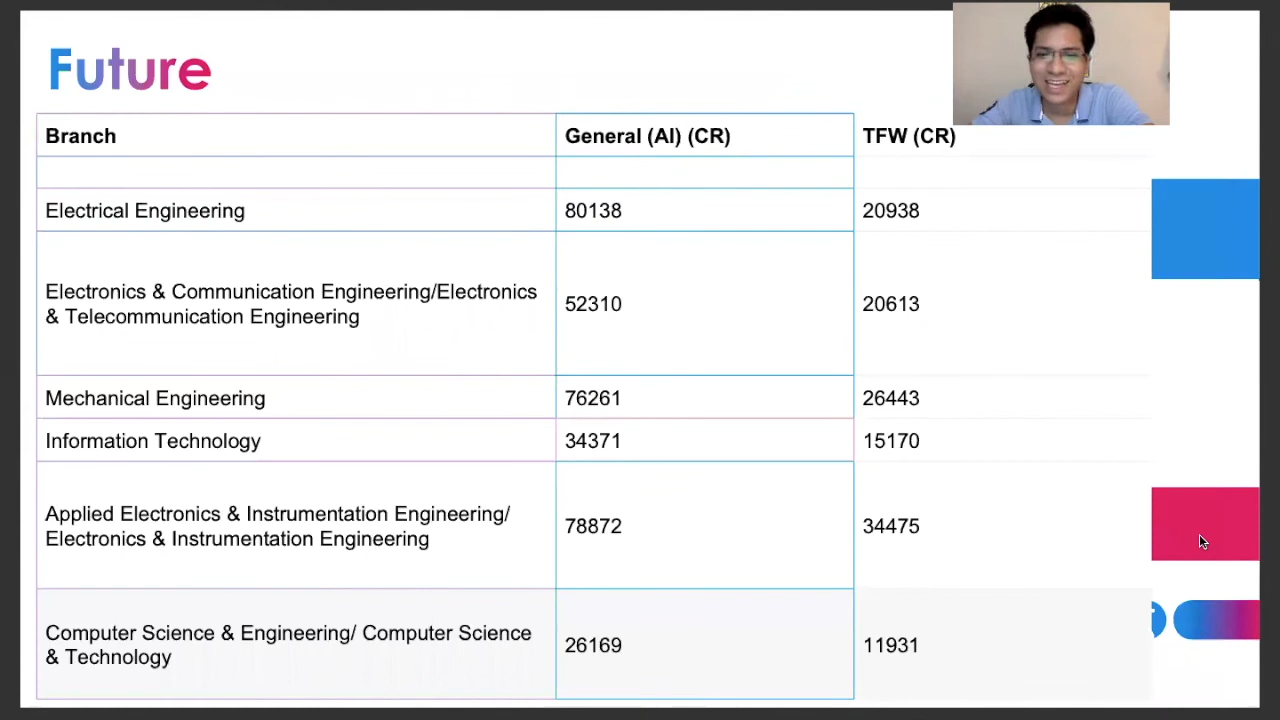 Future
Branch General (AI) (CR) TFW (CR)
Electrical Engineering 80138 20938
Electronics & Communication Engineering/Electronics
& Telecommunication Engineering 52310 20613
Mechanical Engineering 76261 26443
Information Technology 34371 15170
Applied Electronics & Instrumentation Engineering/
Electronics & Instrumentation Engineering 78872 34475
Computer Science & Engineering/ Computer Science
& Technology 26169 11931